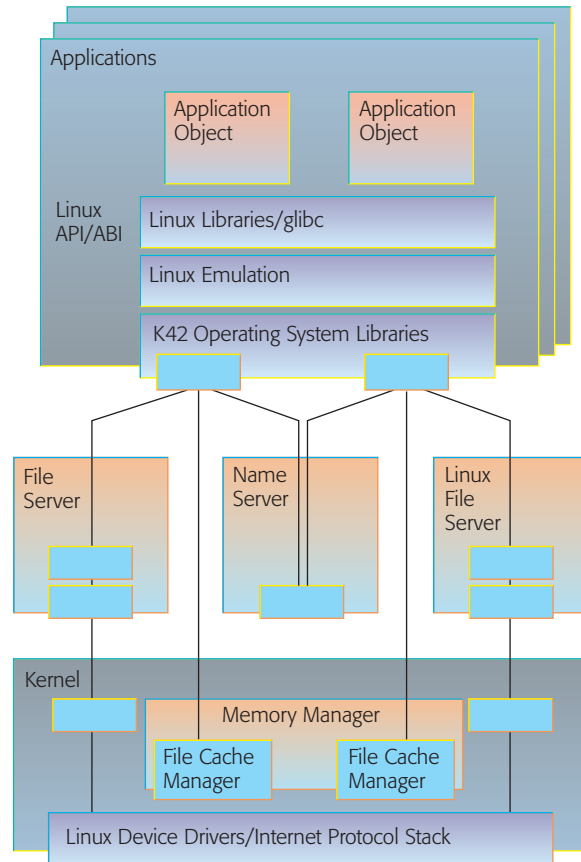 Applications
Application
Object
Application
Object
Linux
API/ABI
Linux Libraries/glibc
Linux Emulation
K42 Operating System Libraries
File
Server
Name
Server
Linux
File
Server
Kernel
Memory Manager
File Cache
Manager
File Cache
Manager
Linux Device Drivers/Internet Protocol Stack